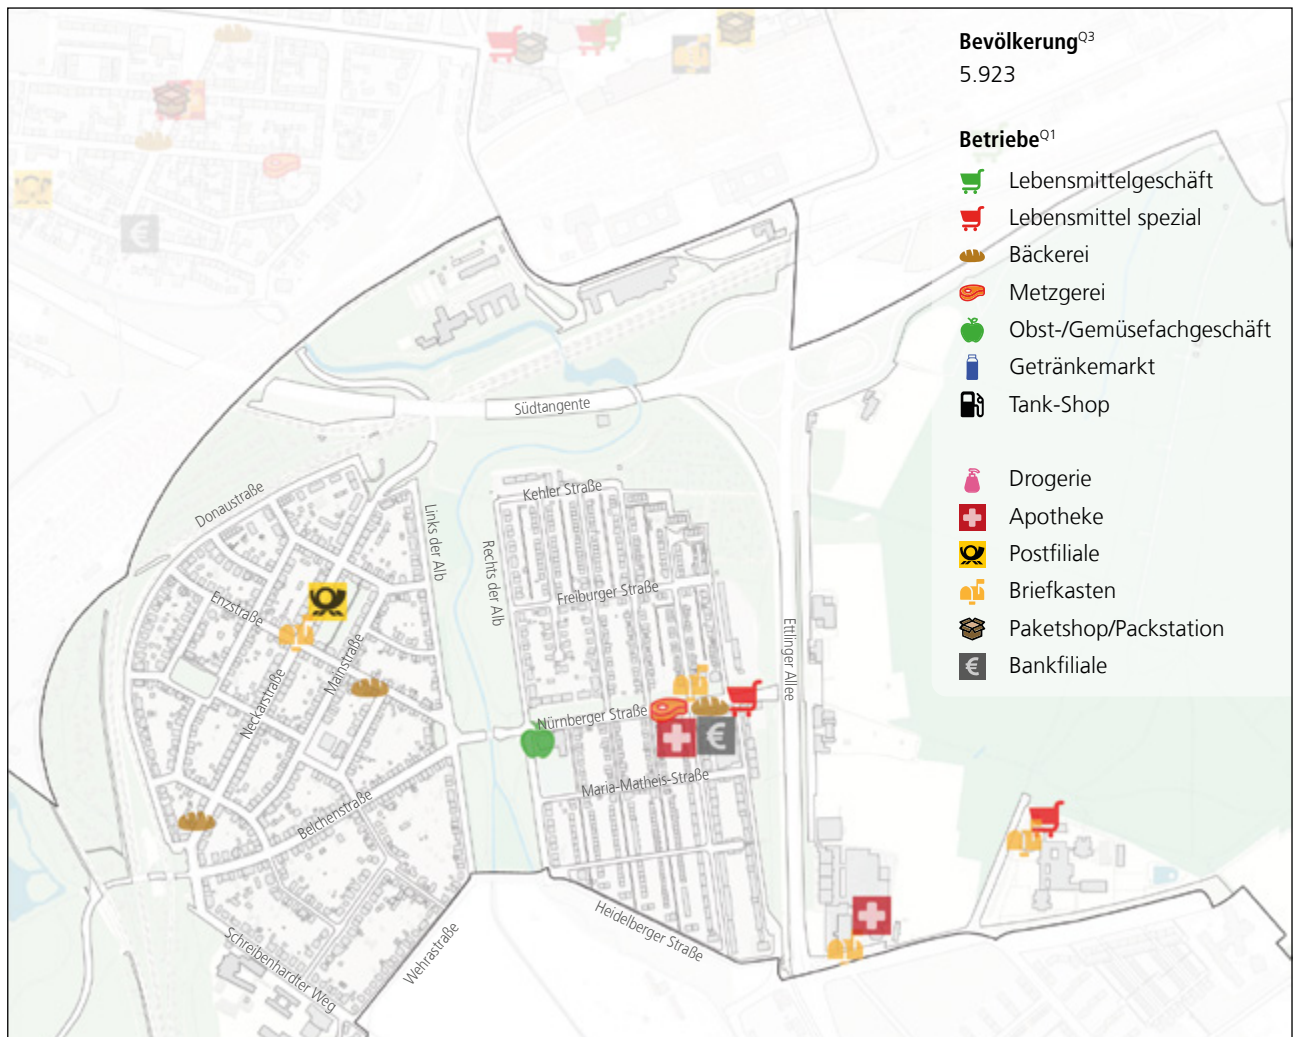 Bevölkerung^Q3
5.923
Betriebe^Q1
Lebensmittelgeschäft
Lebensmittel spezial
Bäckerei
Metzgerei
Obst-/Gemüsefachgeschäft
Getränkemarkt
Tank-Shop
Drogerie
Apotheke
Postfiliale
Briefkasten
Paketshop/Packstation
€ Bankfiliale
€
Südtangente
Donaustraße
Kehler Straße
Links der Alb
Rechts der Alb
Freiburger Straße
Enzstraße
Mainstraße
Neckarstraße
Ettlinger Allee
Nürnberger Straße
€
Maria-Matheis-Straße
Belchenstraße
Heidelberger Straße
Wehrastraße
Schreibenhardter Weg